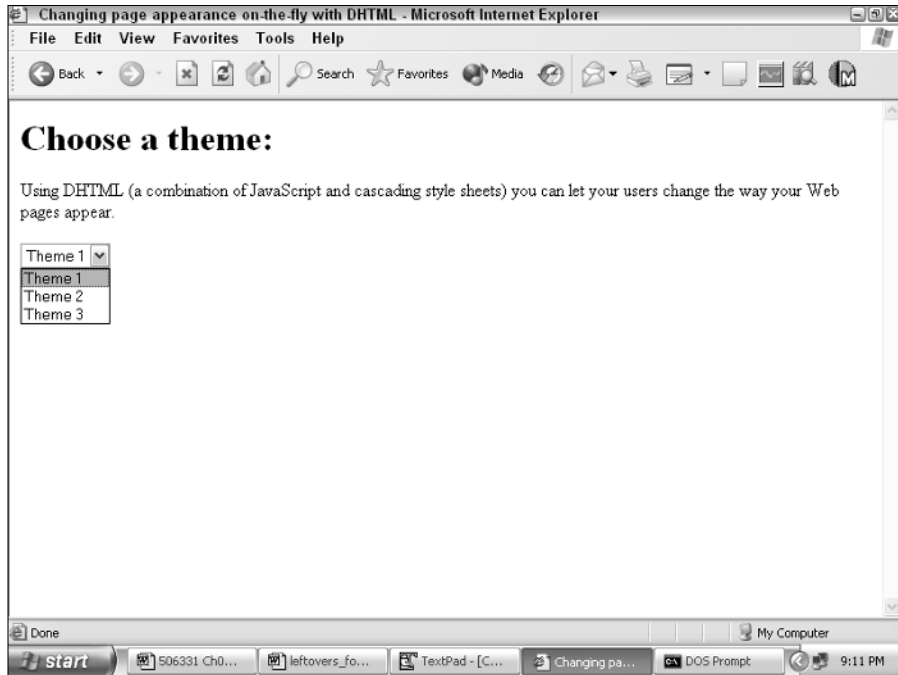 Changing page appearance on-the-fly with DHTML - Microsoft Internet Explorer
File Edit View Favorites Tools Help
Back Search Favorites Media
Choose a theme:
Using DHTML (a combination of JavaScript and cascading style sheets) you can let your users change the way your Web
pages appear.
Theme 1
Theme 1
Theme 2
Theme 3
Done My Computer
start 506331 Ch0... leftovers_fo... TextPad - [C... Changing pa... DOS Prompt 9:11 PM